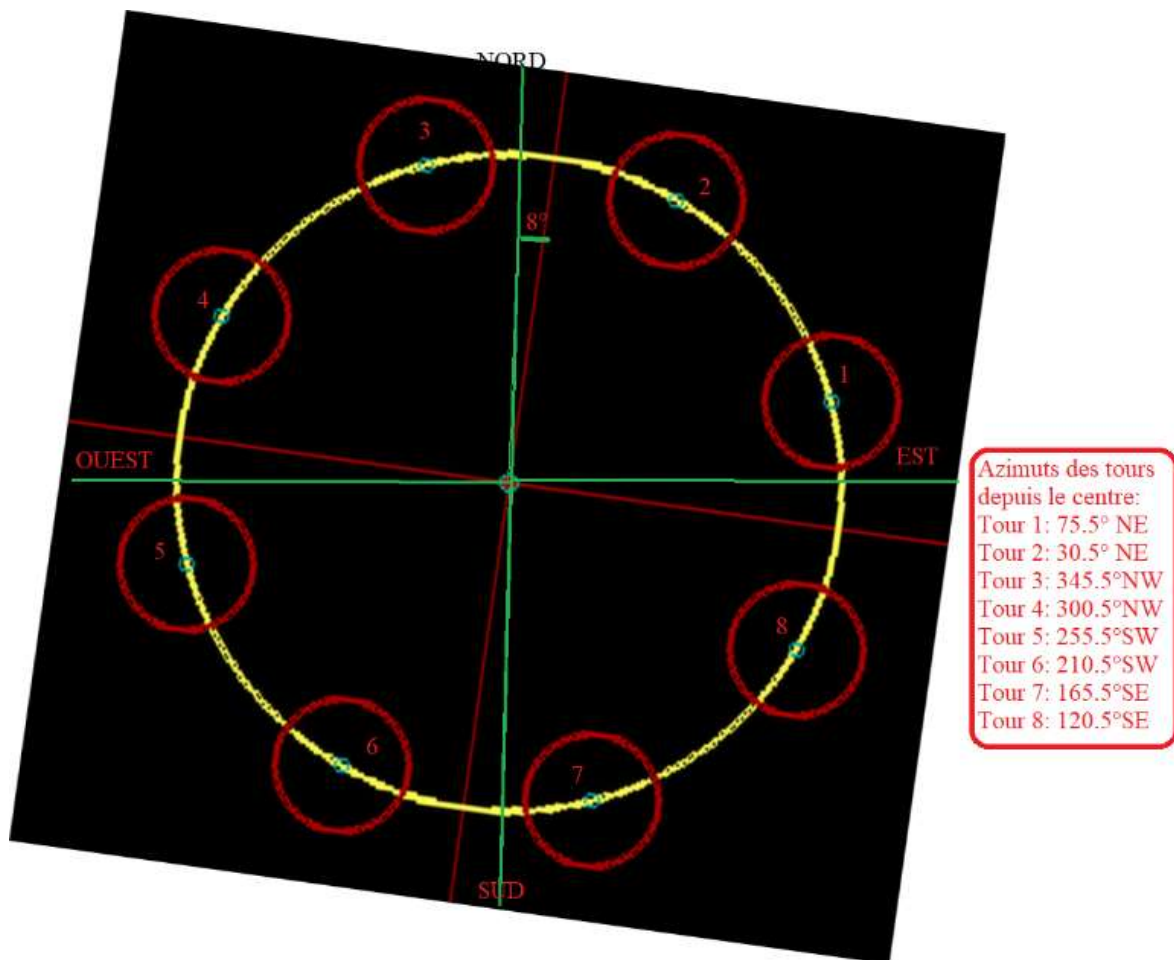 NORD
3
2
8°
4
1
OUEST
EST
5
8
6
7
SUD
Azimuts des tours
depuis le centre:
Tour 1: 75.5° NE
Tour 2: 30.5° NE
Tour 3: 345.5°NW
Tour 4: 300.5°NW
Tour 5: 255.5°SW
Tour 6: 210.5°SW
Tour 7: 165.5°SE
Tour 8: 120.5°SE